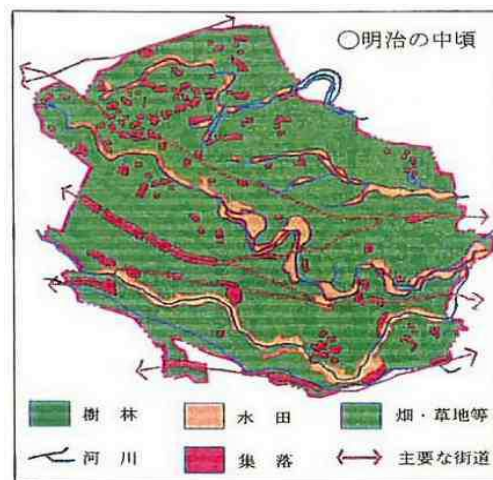 ○明治の中頃
樹林 水田 畑・草地等
河川 集落 主要な街道